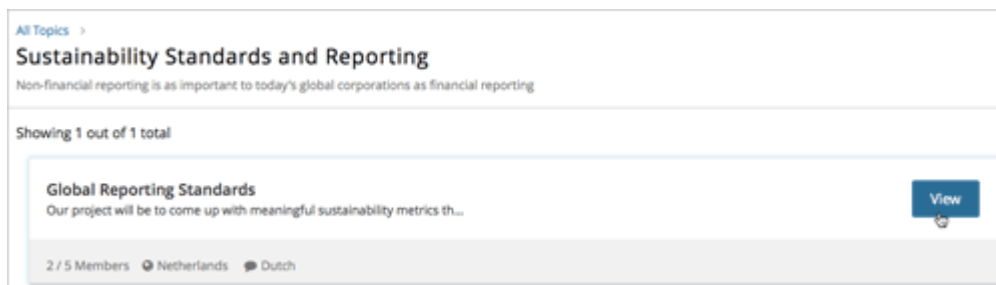 All Topics >
Sustainability Standards and Reporting
Non-financial reporting is as important to today's global corporations as financial reporting
Showing 1 out of 1 total
Global Reporting Standards
View
Our project will be to come up with meaningful sustainability metrics th...
2 / 5 Members Netherlands Dutch